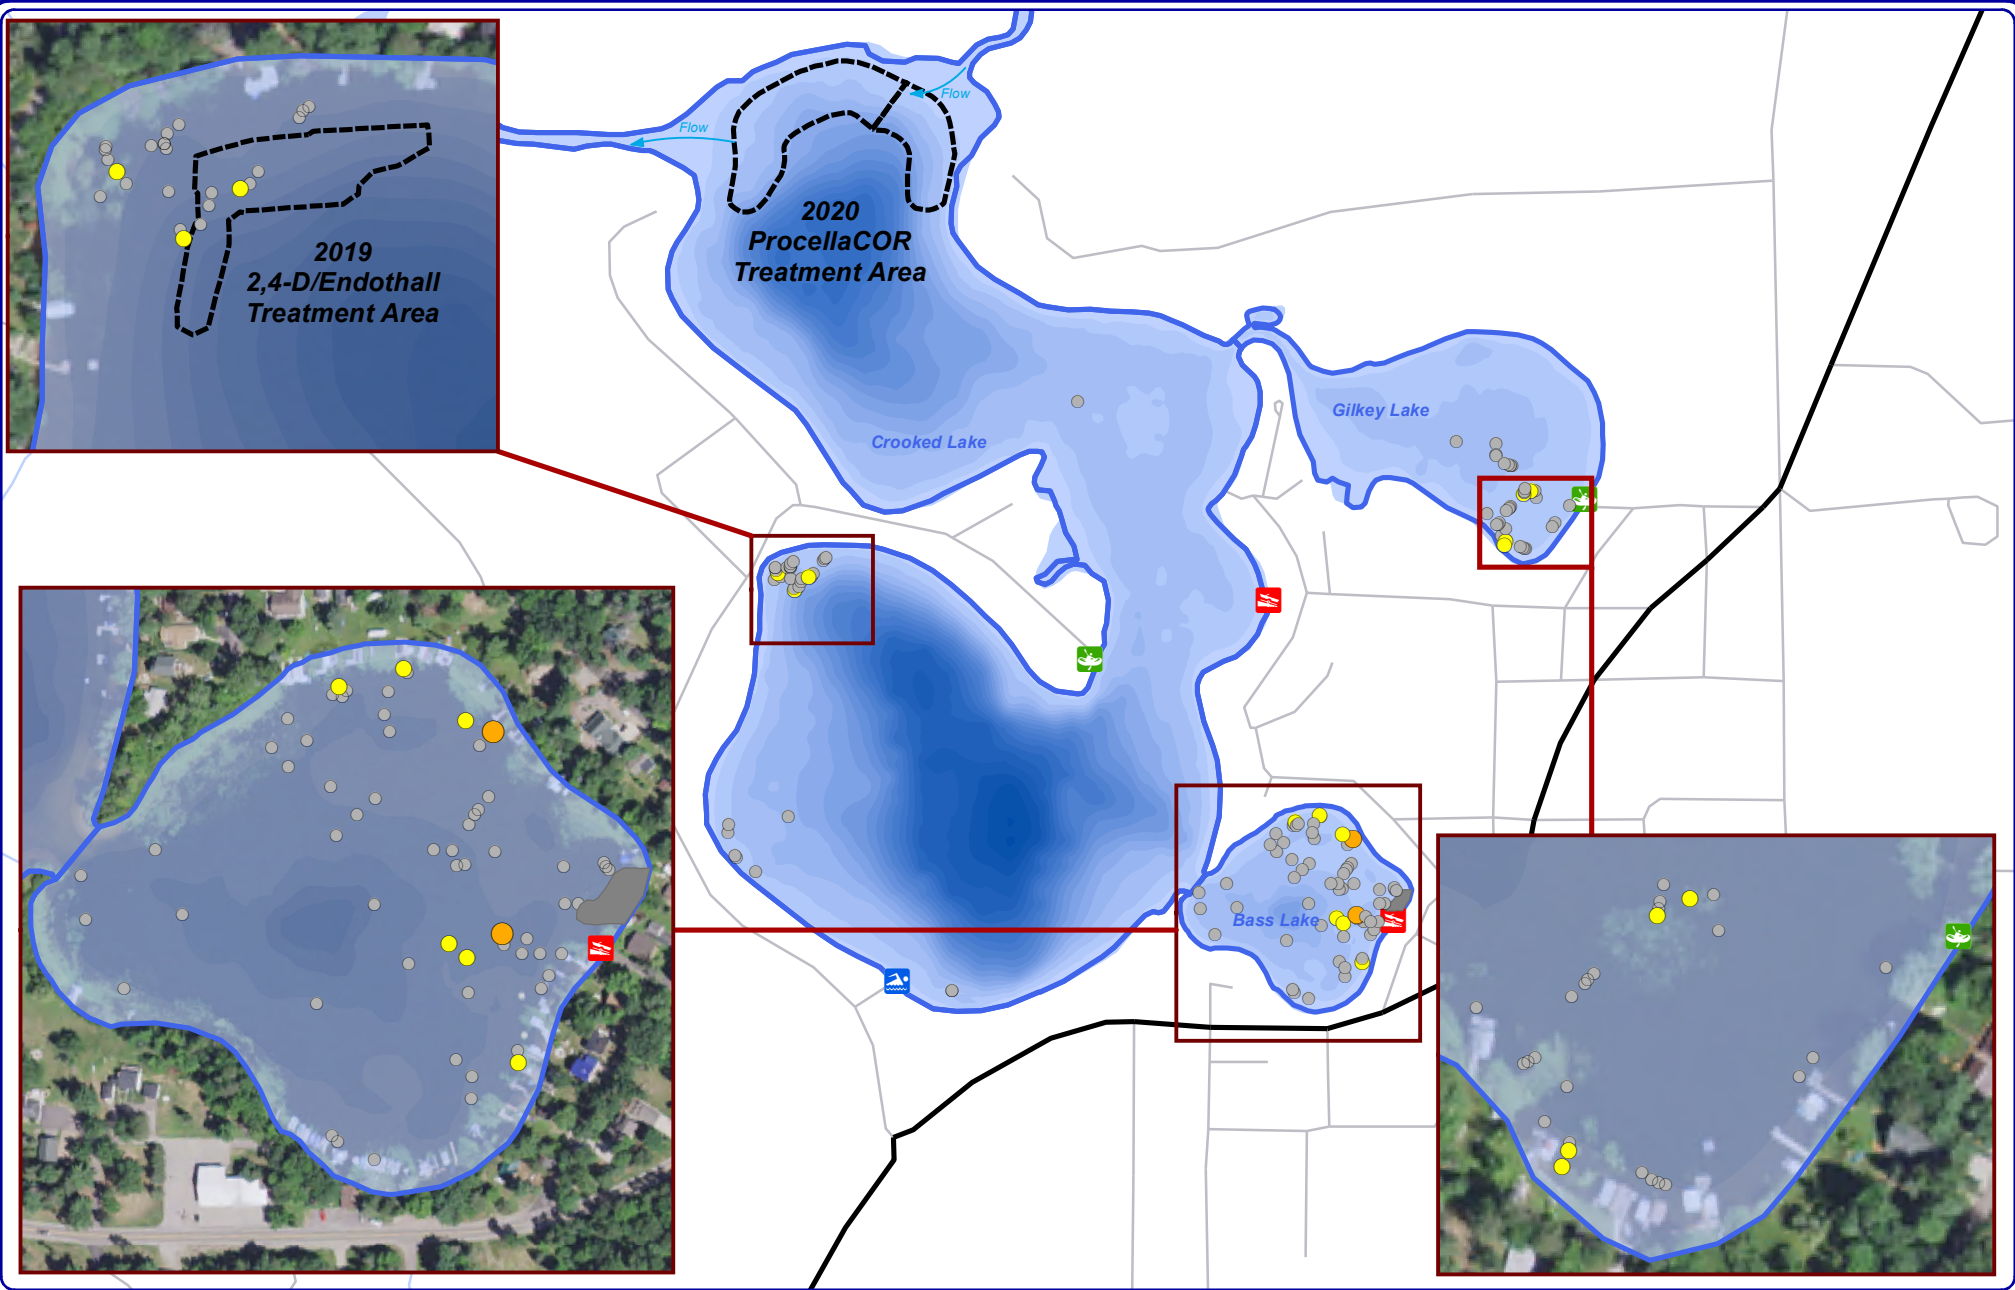 Flow
Flow
2020
ProcellaCOR
Treatment Area
2019
2,4-D/Endothall
Treatment Area
Gilkey Lake
Crooked Lake
Bass Lake